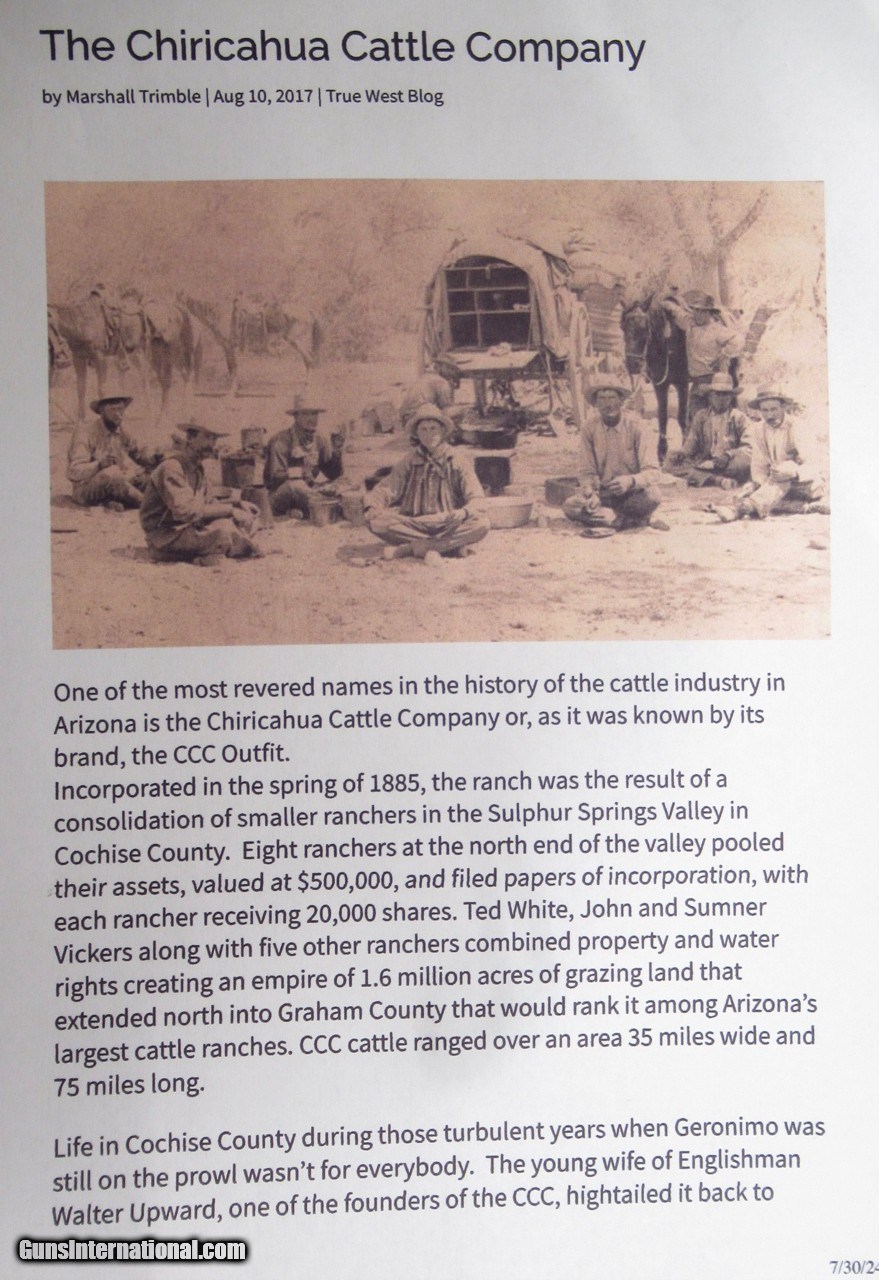 The Chiricahua Cattle Company
by Marshall Trimble | Aug 10, 2017 | True West Blog
One of the most revered names in the history of the cattle industry in
Arizona is the Chiricahua Cattle Company or, as it was known by its
brand, the CCC Outfit.
Incorporated in the spring of 1885, the ranch was the result of a
consolidation of smaller ranchers in the Sulphur Springs Valley in
Cochise County.  Eight ranchers at the north end of the valley pooled
their assets, valued at $500,000, and filed papers of incorporation, with
each rancher receiving 20,000 shares. Ted White, John and Sumner
Vickers along with five other ranchers combined property and water
rights creating an empire of 1.6 million acres of grazing land that
extended north into Graham County that would rank it among Arizona's
largest cattle ranches. CCC cattle ranged over an area 35 miles wide and
75 miles long.
Life in Cochise County during those turbulent years when Geronimo was
still on the prowl wasn't for everybody.  The young wife of Englishman
Walter Upward, one of the founders of the CCC, hightailed it back to
GunsInternational.com
7/30/24